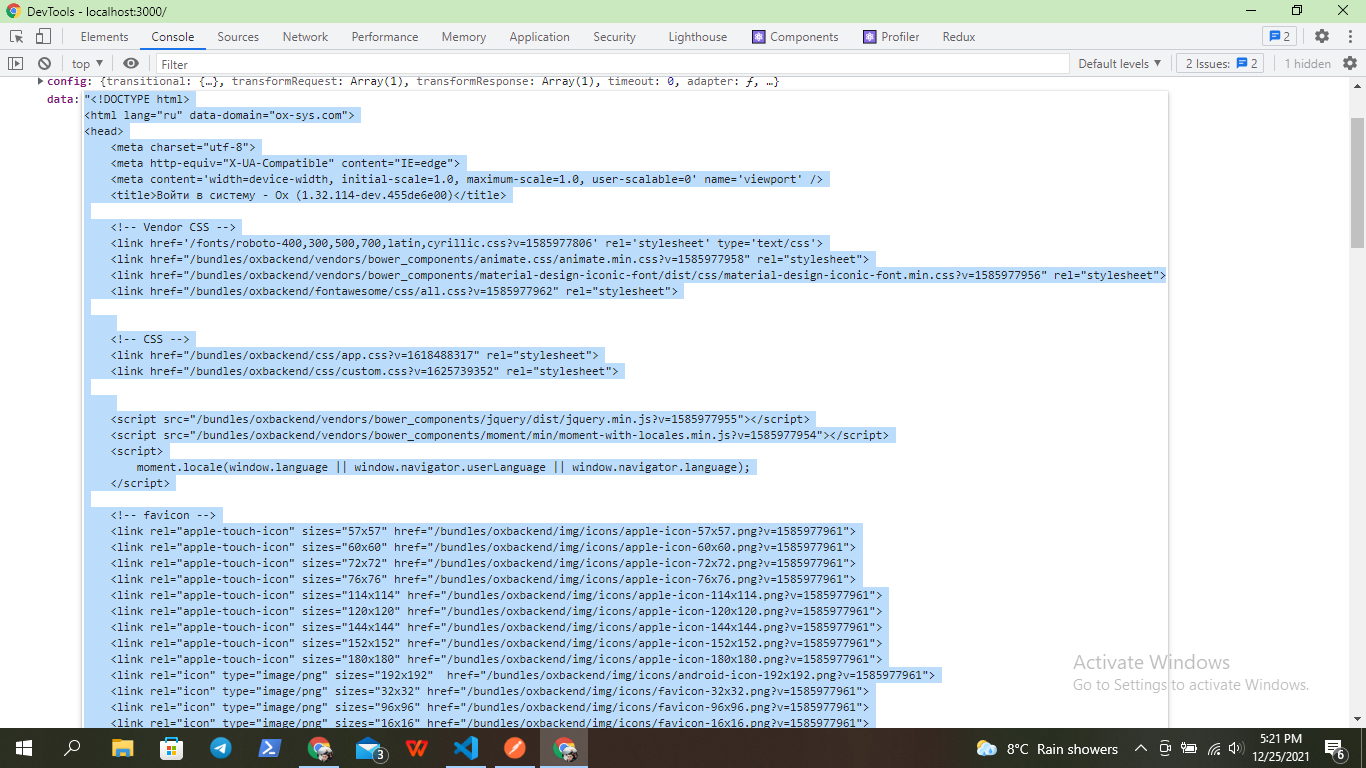 DevTools - localhost:3000/
Elements Console Sources Network Performance Memory Application Security Lighthouse Components Profiler Redux 2
top Filter Default levels 2 Issues: 2 1 hidden
config: {transitional: {…}, transformRequest: Array(1), transformResponse: Array(1), timeout: 0, adapter: ƒ, …}
data: "<!DOCTYPE html>
<html lang="ru" data-domain="ox-sys.com">
<head>
<meta charset="utf-8">
<meta http-equiv="X-UA-Compatible" content="IE=edge">
<meta content='width=device-width, initial-scale=1.0, maximum-scale=1.0, user-scalable=0' name='viewport' />
<title>Войти в систему - Ox (1.32.114-dev.455de6e00)</title>
<!-- Vendor CSS -->
<link href='/fonts/roboto-400,300,500,700,latin,cyrillic.css?v=1585977806' rel='stylesheet' type='text/css'>
<link href="/bundles/oxbackend/vendors/bower_components/animate.css/animate.min.css?v=1585977958" rel="stylesheet">
<link href="/bundles/oxbackend/vendors/bower_components/material-design-iconic-font/dist/css/material-design-iconic-font.min.css?v=1585977956" rel="stylesheet">
<link href="/bundles/oxbackend/fontawesome/css/all.css?v=1585977962" rel="stylesheet">
<!-- CSS -->
<link href="/bundles/oxbackend/css/app.css?v=1618488317" rel="stylesheet">
<link href="/bundles/oxbackend/css/custom.css?v=1625739352" rel="stylesheet">
<script src="/bundles/oxbackend/vendors/bower_components/jquery/dist/jquery.min.js?v=1585977955"></script>
<script src="/bundles/oxbackend/vendors/bower_components/moment/min/moment-with-locales.min.js?v=1585977954"></script>
<script>
moment.locale(window.language || window.navigator.userLanguage || window.navigator.language);
</script>
<!-- favicon -->
<link rel="apple-touch-icon" sizes="57x57" href="/bundles/oxbackend/img/icons/apple-icon-57x57.png?v=1585977961">
<link rel="apple-touch-icon" sizes="60x60" href="/bundles/oxbackend/img/icons/apple-icon-60x60.png?v=1585977961">
<link rel="apple-touch-icon" sizes="72x72" href="/bundles/oxbackend/img/icons/apple-icon-72x72.png?v=1585977961">
<link rel="apple-touch-icon" sizes="76x76" href="/bundles/oxbackend/img/icons/apple-icon-76x76.png?v=1585977961">
<link rel="apple-touch-icon" sizes="114x114" href="/bundles/oxbackend/img/icons/apple-icon-114x114.png?v=1585977961">
<link rel="apple-touch-icon" sizes="120x120" href="/bundles/oxbackend/img/icons/apple-icon-120x120.png?v=1585977961">
<link rel="apple-touch-icon" sizes="144x144" href="/bundles/oxbackend/img/icons/apple-icon-144x144.png?v=1585977961">
<link rel="apple-touch-icon" sizes="152x152" href="/bundles/oxbackend/img/icons/apple-icon-152x152.png?v=1585977961">
<link rel="apple-touch-icon" sizes="180x180" href="/bundles/oxbackend/img/icons/apple-icon-180x180.png?v=1585977961">
<link rel="icon" type="image/png" sizes="192x192"  href="/bundles/oxbackend/img/icons/android-icon-192x192.png?v=1585977961">
<link rel="icon" type="image/png" sizes="32x32" href="/bundles/oxbackend/img/icons/favicon-32x32.png?v=1585977961">
<link rel="icon" type="image/png" sizes="96x96" href="/bundles/oxbackend/img/icons/favicon-96x96.png?v=1585977961">
<link rel="icon" type="image/png" sizes="16x16" href="/bundles/oxbackend/img/icons/favicon-16x16.png?v=1585977961">
Activate Windows
Go to Settings to activate Windows.
3 8°C Rain showers 5:21 PM
12/25/2021 6